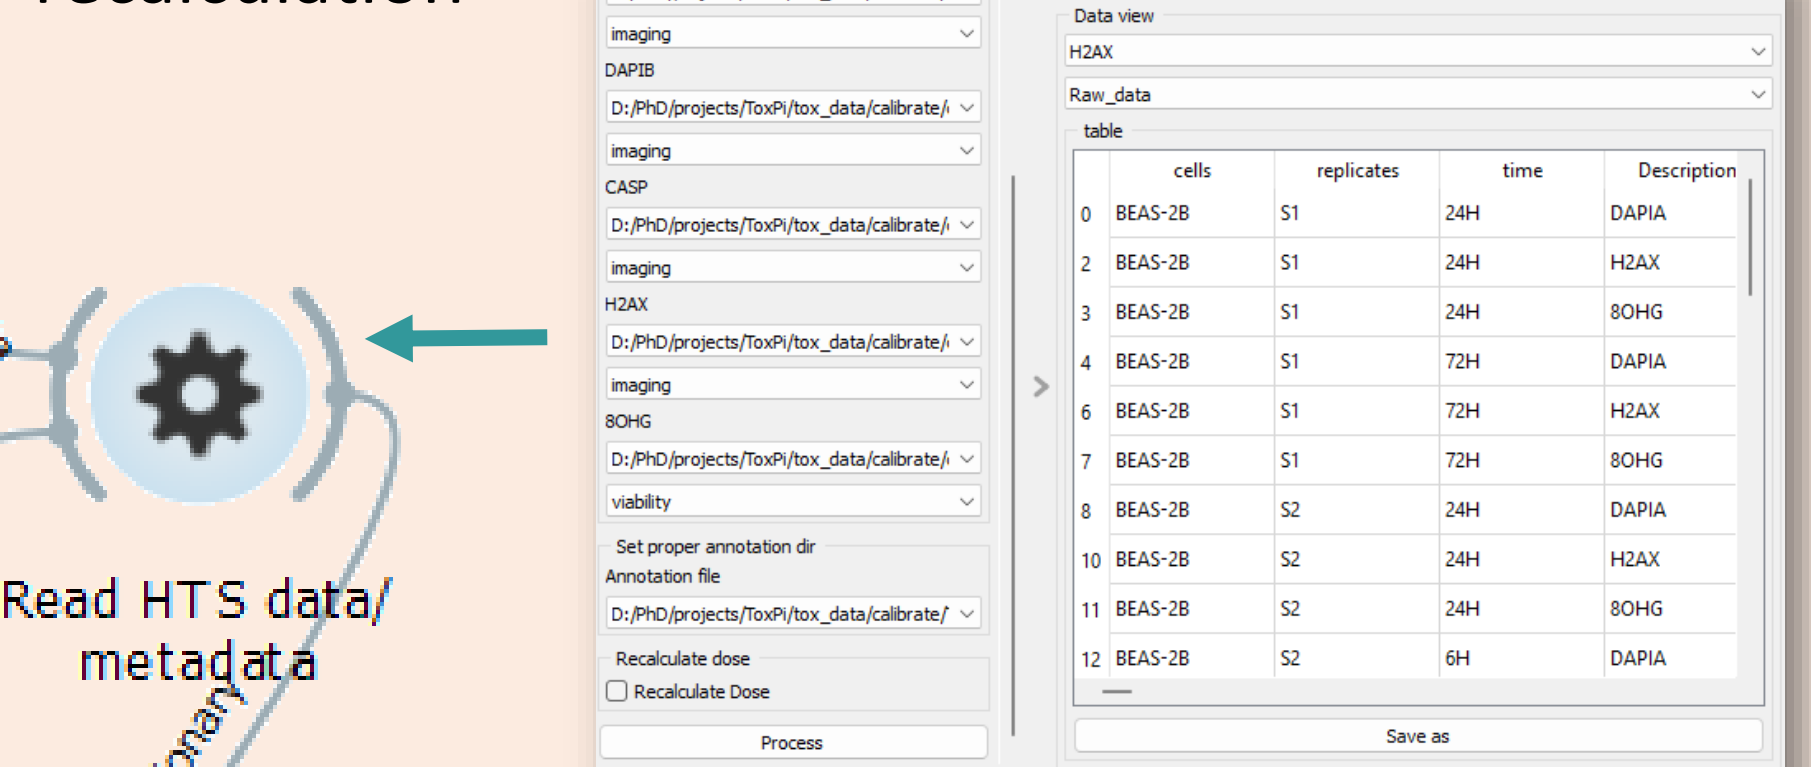 recalculation
imaging
DAPIB
D:/PhD/projects/ToxPi/tox_data/calibrate/
imaging
CASP
D:/PhD/projects/ToxPi/tox_data/calibrate/
imaging
H2AX
D:/PhD/projects/ToxPi/tox_data/calibrate/
imaging
8OHG
D:/PhD/projects/ToxPi/tox_data/calibrate/
viability
Set proper annotation dir
Annotation file
D:/PhD/projects/ToxPi/tox_data/calibrate/
Recalculate dose
Recalculate Dose
Process
Data view
H2AX
Raw_data
table
cells replicates time Description
0 BEAS-2B S1 24H DAPIA
2 BEAS-2B S1 24H H2AX
3 BEAS-2B S1 24H 8OHG
4 BEAS-2B S1 72H DAPIA
6 BEAS-2B S1 72H H2AX
7 BEAS-2B S1 72H 8OHG
8 BEAS-2B S2 24H DAPIA
10 BEAS-2B S2 24H H2AX
11 BEAS-2B S2 24H 8OHG
12 BEAS-2B S2 6H DAPIA
Save as
Read HTS data/
metadata
onary